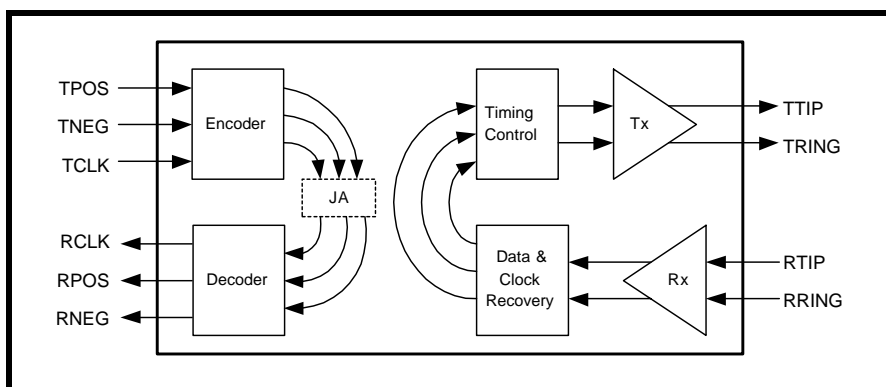 TPOS
TNEG
TCLK
Encoder
JA
RCLK
RPOS
RNEG
Decoder
Timing
Control
Tx
TTIP
TRING
Data &
Clock
Recovery
Rx
RTIP
RRING